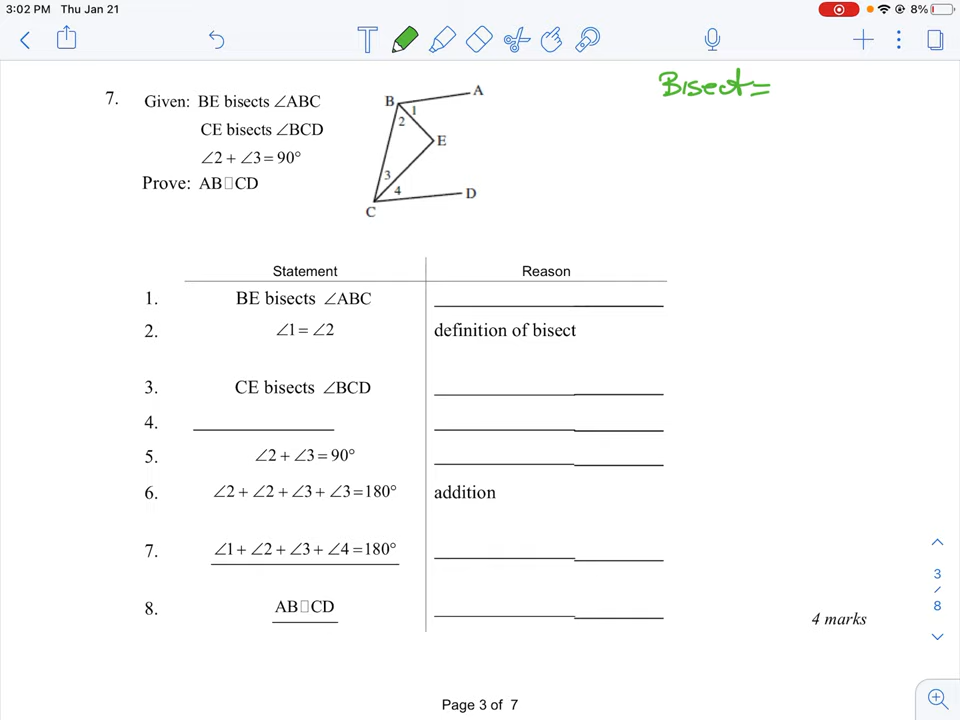 3:02 PM Thu Jan 21
8%
Bisect=
7. Given: BE bisects ∠ABC
CE bisects ∠BCD
∠2 + ∠3 = 90°
Prove: AB▯CD
A
B
1
2
E
3
4
D
C
Statement Reason
1. BE bisects ∠ABC
2. ∠1 = ∠2 definition of bisect
3. CE bisects ∠BCD
4.
5. ∠2 + ∠3 = 90°
6. ∠2 + ∠2 + ∠3 + ∠3 = 180° addition
7. ∠1 + ∠2 + ∠3 + ∠4 = 180°
8. AB▯CD
4 marks
3
/
8
Page 3 of 7